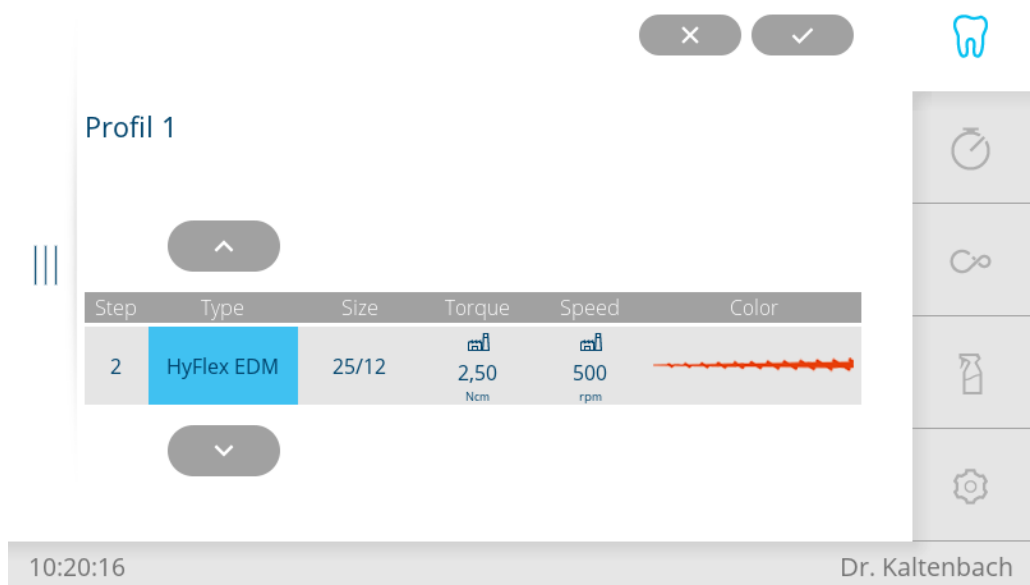 Profil 1
Step Type Size Torque Speed Color
2 HyFlex EDM 25/12 2,50 Ncm 500 rpm
10:20:16 Dr. Kaltenbach